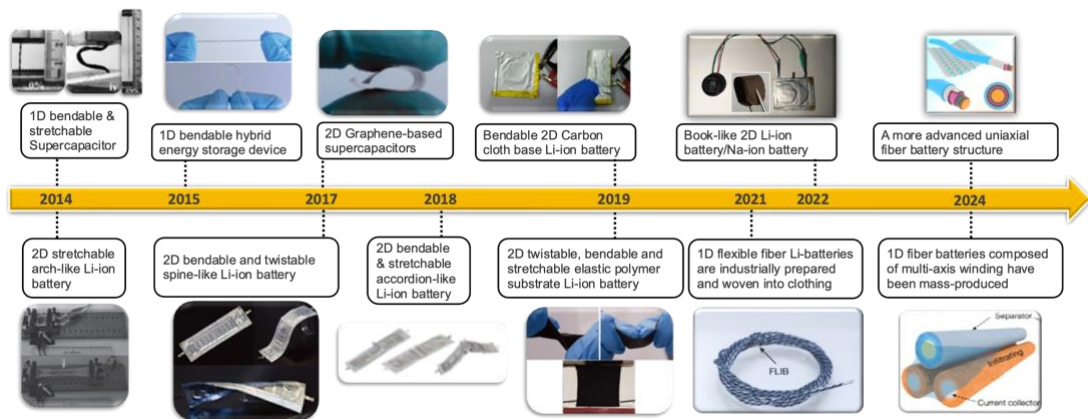 1D bendable &
stretchable
Supercapacitor
1D bendable hybrid
energy storage device
2D Graphene-based
supercapacitors
Bendable 2D Carbon
cloth base Li-ion battery
Book-like 2D Li-ion
battery/Na-ion battery
A more advanced uniaxial
fiber battery structure
2014
2015
2017
2018
2019
2021
2022
2024
2D stretchable
arch-like Li-ion
battery
2D bendable and twistable
spine-like Li-ion battery
2D bendable
& stretchable
accordion-like
Li-ion battery
2D twistable, bendable and
stretchable elastic polymer
substrate Li-ion battery
1D flexible fiber Li-batteries
are industrially prepared
and woven into clothing
1D fiber batteries composed
of multi-axis winding have
been mass-produced
FLIB
Separator
Infiltrating
Current collector